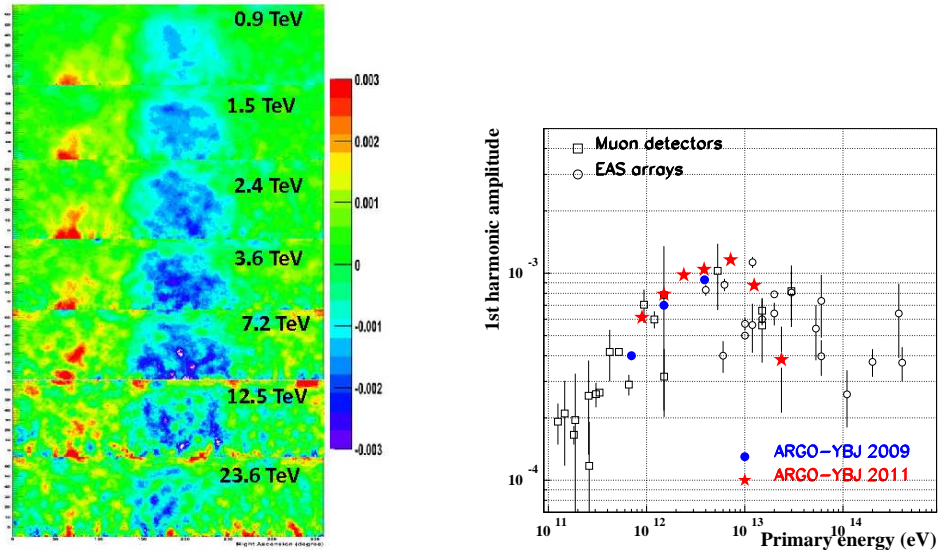 0.9 TeV
1.5 TeV
2.4 TeV
3.6 TeV
7.2 TeV
12.5 TeV
23.6 TeV
Right Ascension (degree)
0.003
0.002
0.001
0
-0.001
-0.002
-0.003
1st harmonic amplitude
10 -3
10 -4
Muon detectors
EAS arrays
ARGO-YBJ 2009
ARGO-YBJ 2011
10 11
10 12
10 13
10 14
Primary energy (eV)